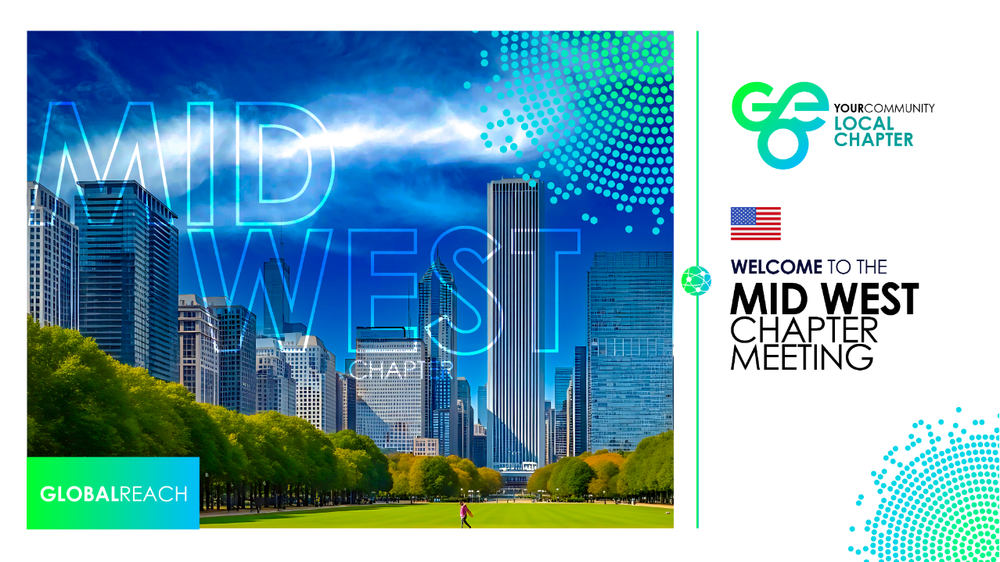 MID
WEST
CHAPTER
GLOBALREACH
YOURCOMMUNITY
LOCAL
CHAPTER
WELCOME TO THE
MID WEST
CHAPTER
MEETING